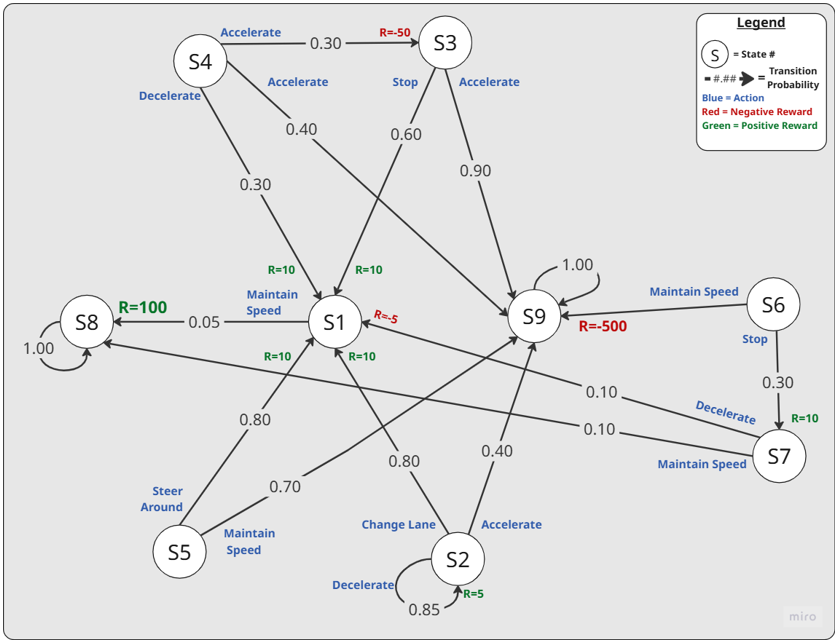 Legend
S = State #
#.## = Transition
Probability
Blue = Action
Red = Negative Reward
Green = Positive Reward
Accelerate
R=-50
S3
0.30
S4
Accelerate
Stop
Accelerate
Decelerate
0.40
0.60
0.90
0.30
R=10
R=10
1.00
Maintain
Speed
Maintain Speed
S6
R=100
R=-5
S9
S8
0.05
S1
R=-500
Stop
1.00
R=10
R=10
0.30
0.10
Decelerate
R=10
0.80
0.10
S7
Maintain Speed
0.80
0.40
0.70
Steer
Around
Change Lane
Accelerate
Maintain
Speed
S5
S2
Decelerate
R=5
0.85
miro